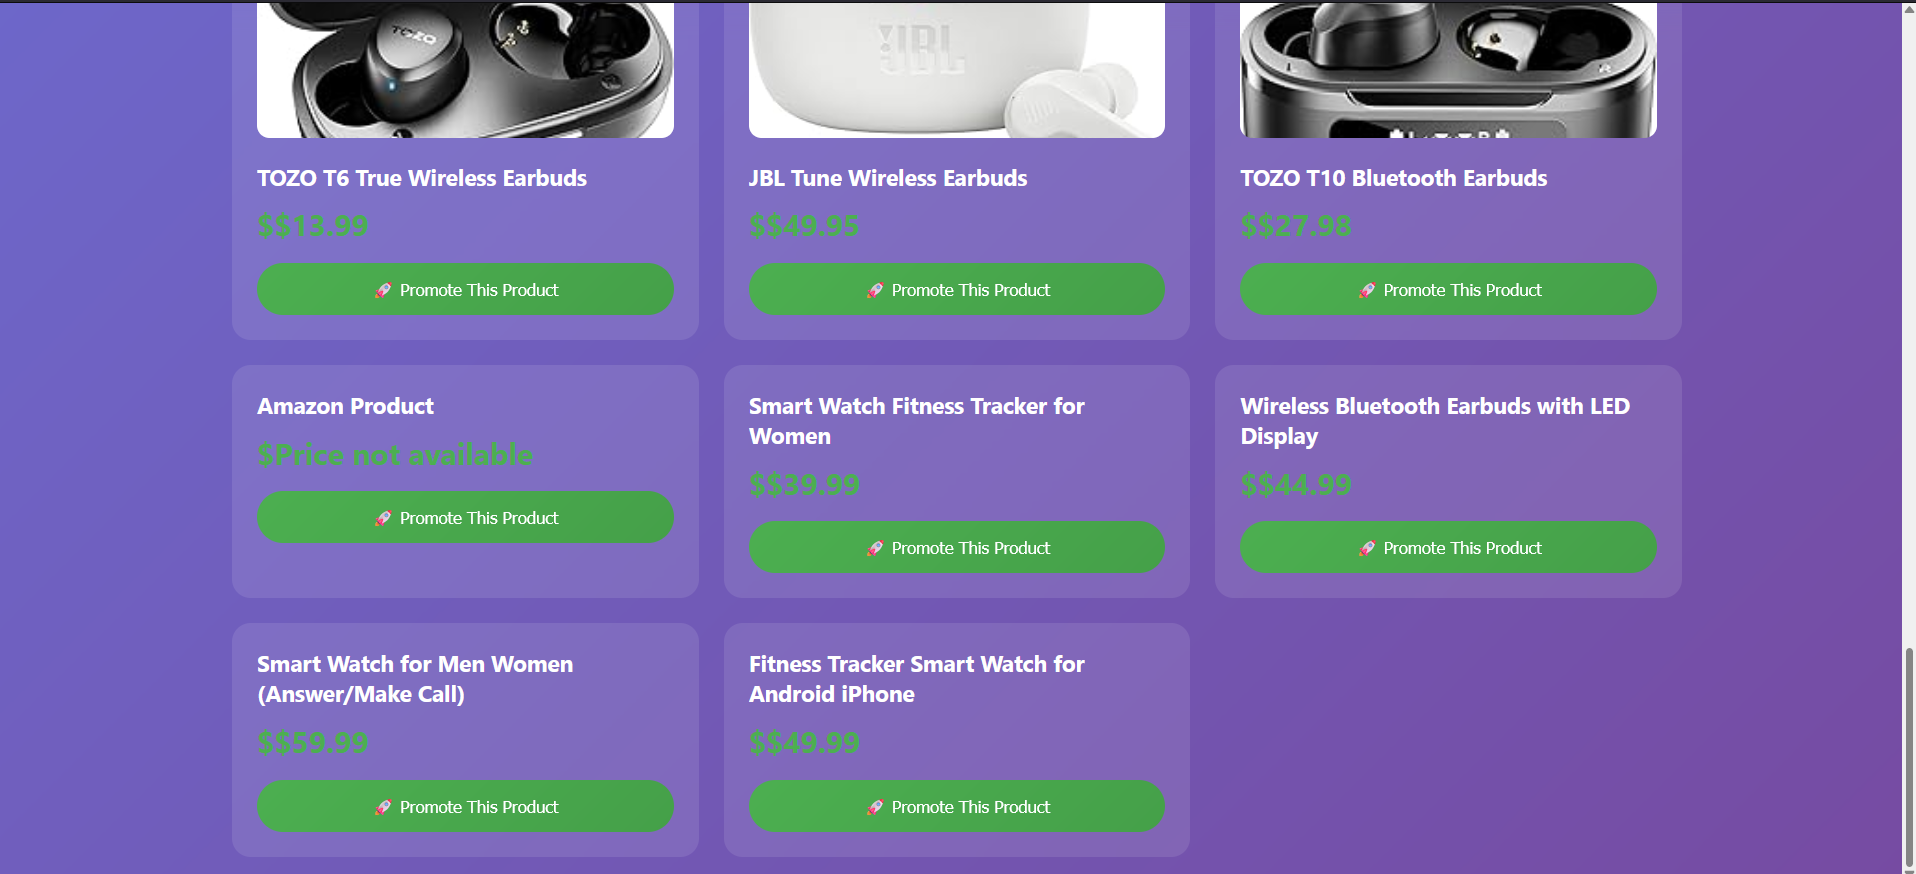 TOZO
JBL
L
R
TOZO T6 True Wireless Earbuds
$$13.99
🚀 Promote This Product
JBL Tune Wireless Earbuds
$$49.95
🚀 Promote This Product
TOZO T10 Bluetooth Earbuds
$$27.98
🚀 Promote This Product
Amazon Product
$Price not available
🚀 Promote This Product
Smart Watch Fitness Tracker for
Women
$$39.99
🚀 Promote This Product
Wireless Bluetooth Earbuds with LED
Display
$$44.99
🚀 Promote This Product
Smart Watch for Men Women
(Answer/Make Call)
$$59.99
🚀 Promote This Product
Fitness Tracker Smart Watch for
Android iPhone
$$49.99
🚀 Promote This Product